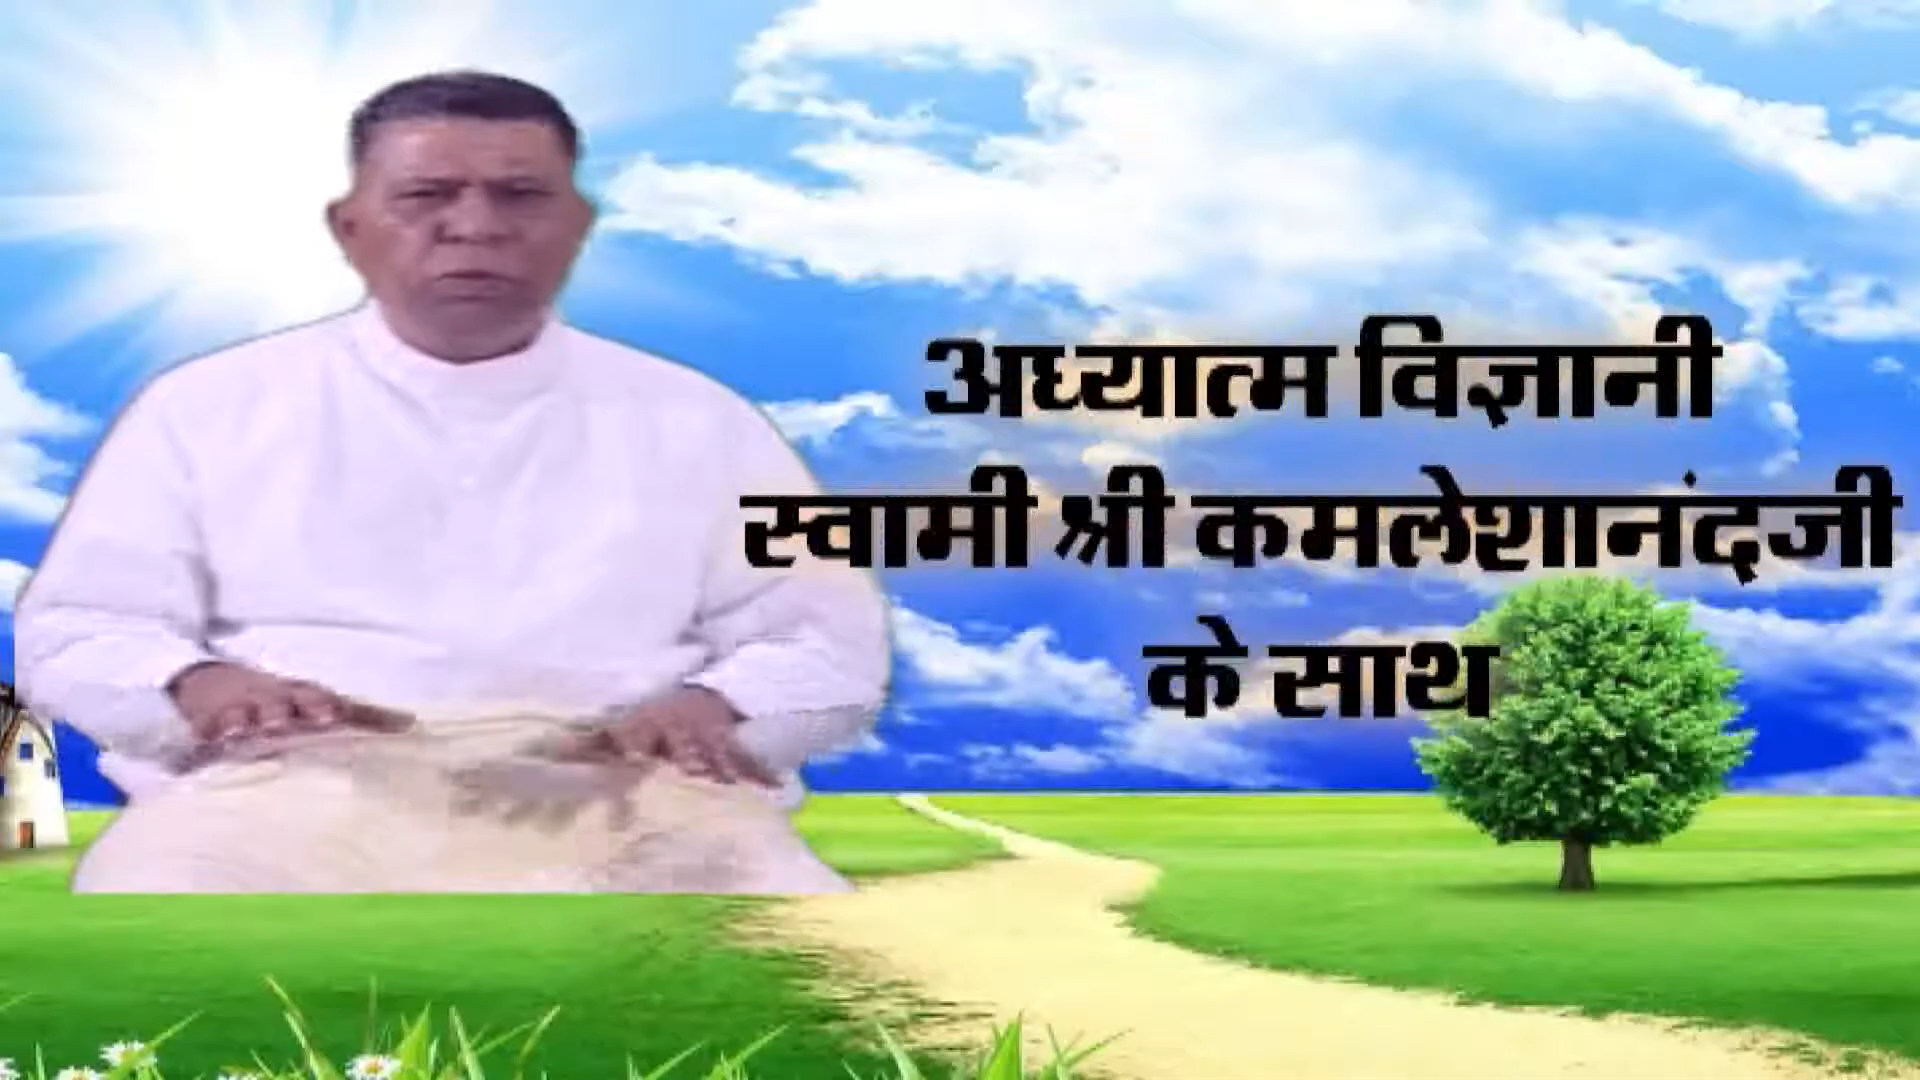 अध्यात्म विज्ञानी
स्वामी श्री कमलेशानंदजी
के साथ